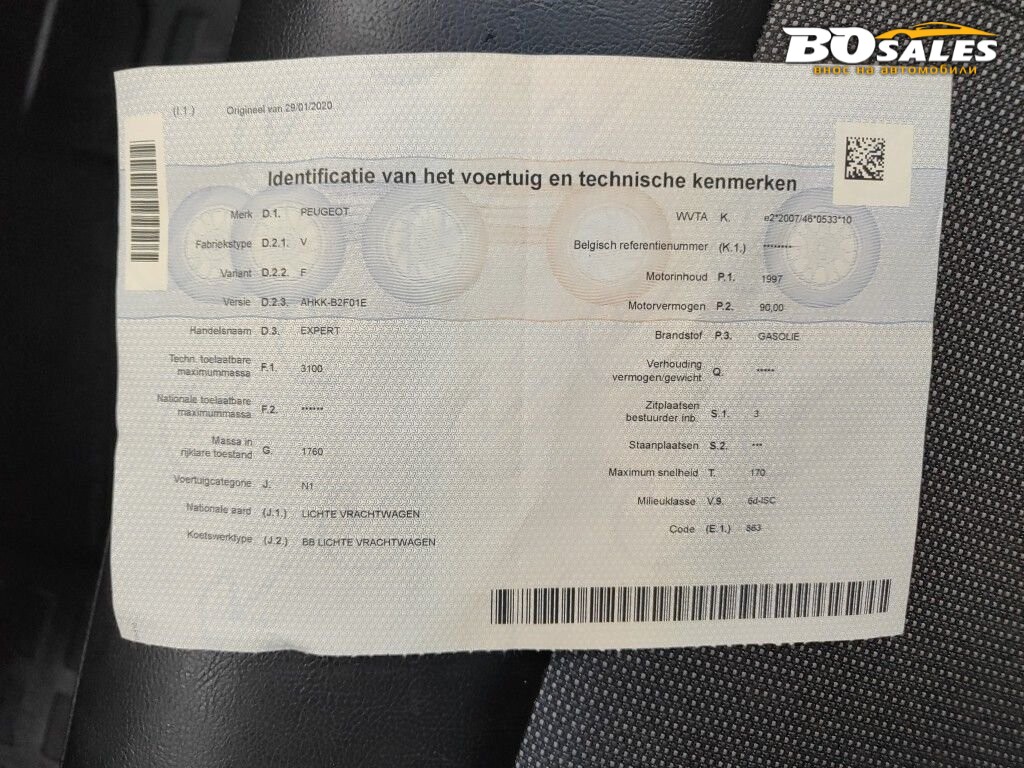 BO SALES
внос на автомобили
(I.1.) Origineel van 29/01/2020
Identificatie van het voertuig en technische kenmerken
Merk D.1. PEUGEOT
Fabriekstype D.2.1. V
Variant D.2.2. F
Versie D.2.3. AHKK-B2F01E
Handelsnaam D.3. EXPERT
Techn. toelaatbare
maximummassa F.1. 3100
Nationale toelaatbare
maximummassa F.2. ******
Massa in
rijklare toestand G. 1760
Voertuigcategorie J. N1
Nationale aard (J.1.) LICHTE VRACHTWAGEN
Koetswerktype (J.2.) BB LICHTE VRACHTWAGEN
WVTA K. e2*2007/46*0533*10
Belgisch referentienummer (K.1.) ********
Motorinhoud P.1. 1997
Motorvermogen P.2. 90,00
Brandstof P.3. GASOLIE
Verhouding
vermogen/gewicht Q. *****
Zitplaatsen
bestuurder inb. S.1. 3
Staanplaatsen S.2. ***
Maximum snelheid T. 170
Milieuklasse V.9. 6d-ISC
Code (E.1.) 863